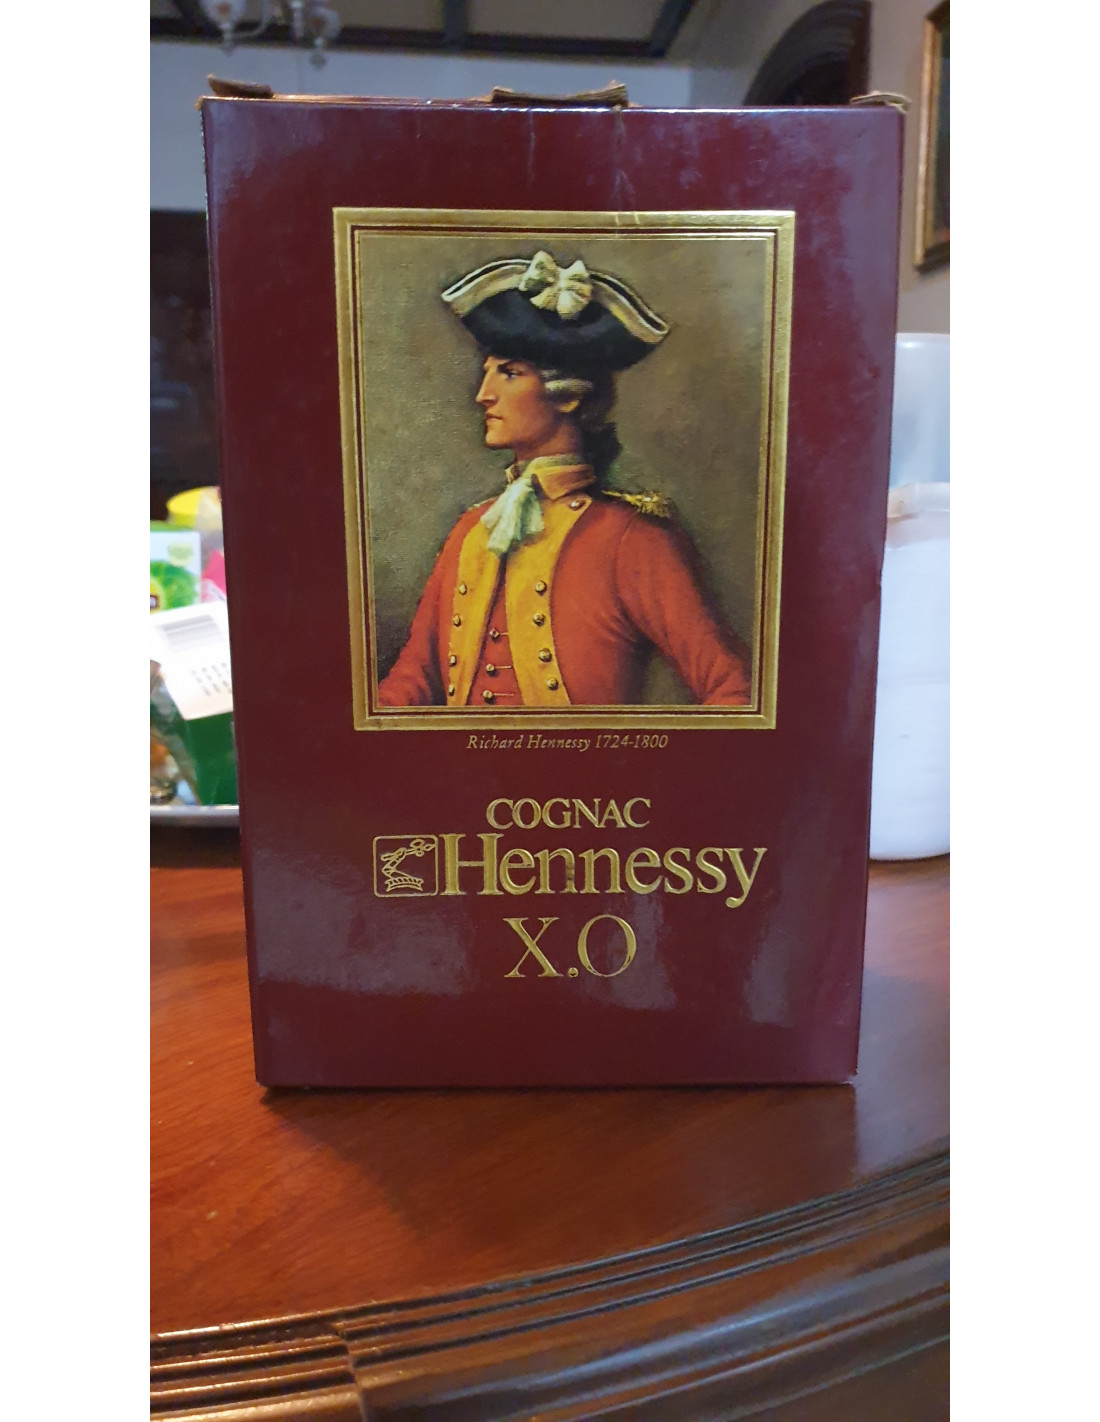 Richard Hennessy 1724-1800
COGNAC
Hennessy
X.O